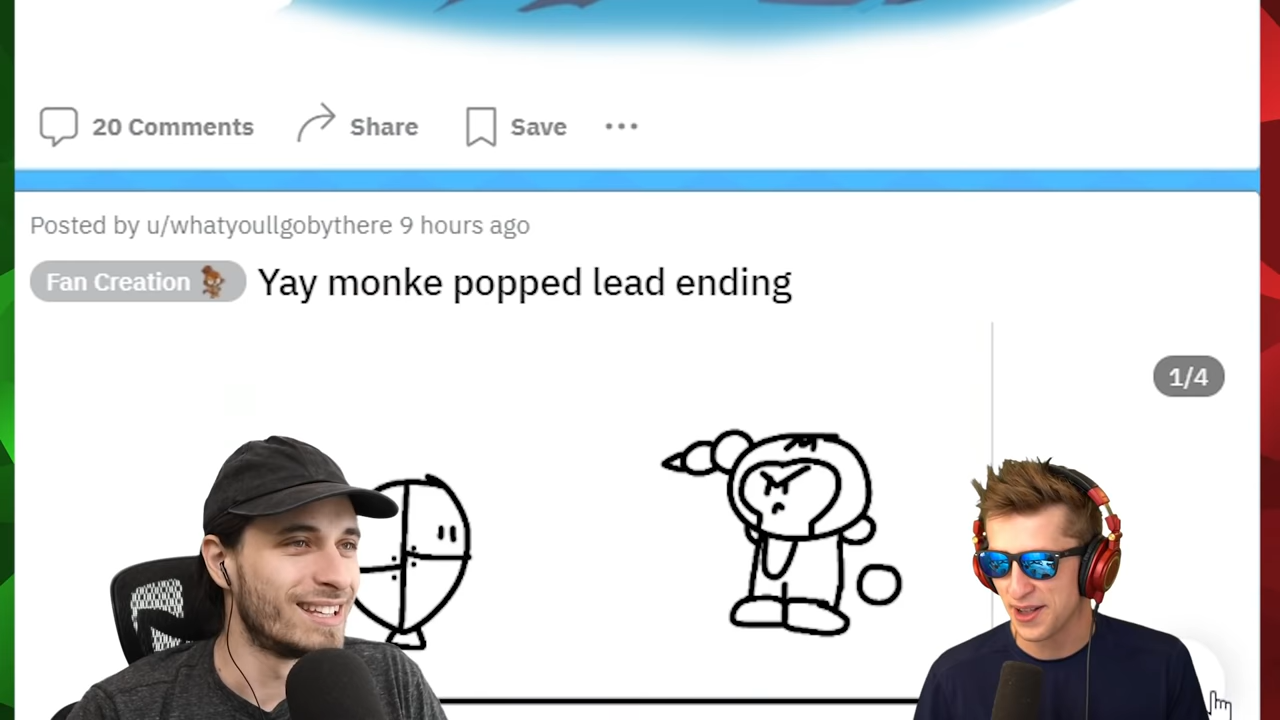 20 Comments Share Save
Posted by u/whatyoullgobythere 9 hours ago
Fan Creation Yay monke popped lead ending
1/4